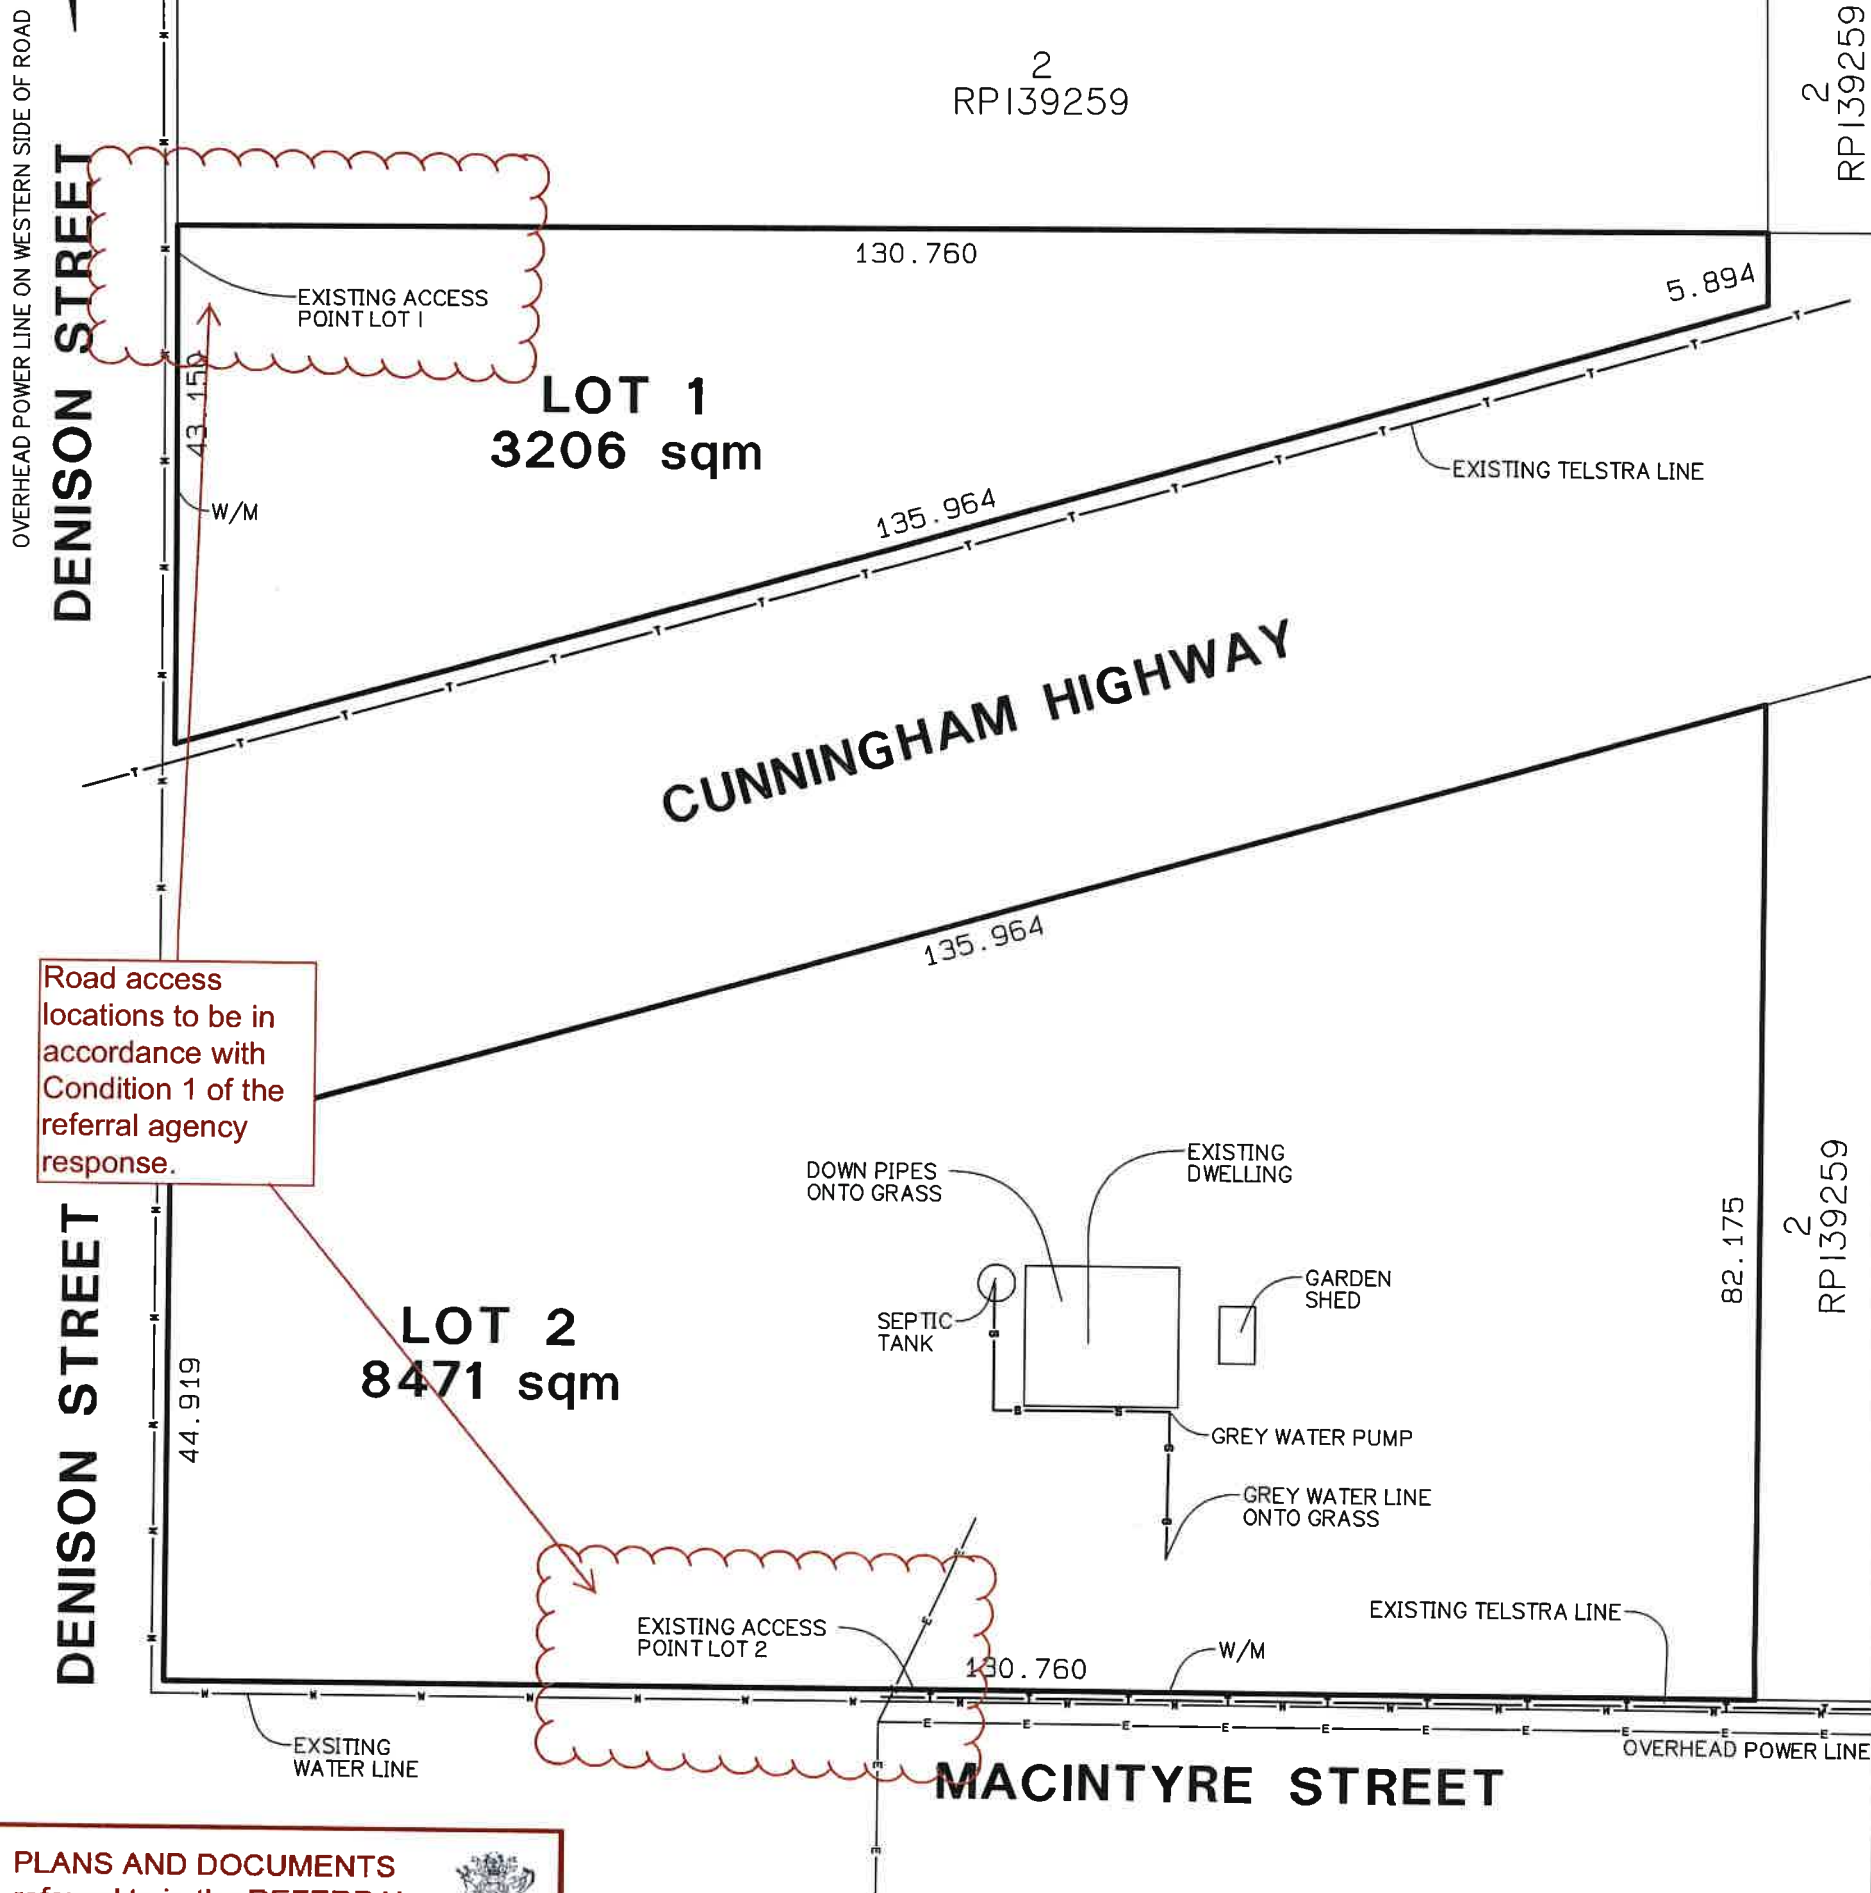 OVERHEAD POWER LINE ON WESTERN SIDE OF ROAD
2
RP139259
2
RP139259
DENISON STREET
130.760
5.894
EXISTING ACCESS
POINT LOT 1
43.150
LOT 1
3206 sqm
W/M
135.964
EXISTING TELSTRA LINE
CUNNINGHAM HIGHWAY
135.964
Road access
locations to be in
accordance with
Condition 1 of the
referral agency
response.
DENISON STREET
44.919
LOT 2
8471 sqm
DOWN PIPES
ONTO GRASS
EXISTING
DWELLING
SEPTIC
TANK
GARDEN
SHED
82.175
2
RP139259
GREY WATER PUMP
GREY WATER LINE
ONTO GRASS
EXISTING ACCESS
POINT LOT 2
130.760
W/M
EXISTING TELSTRA LINE
EXSITING
WATER LINE
OVERHEAD POWER LINE
MACINTYRE STREET
PLANS AND DOCUMENTS